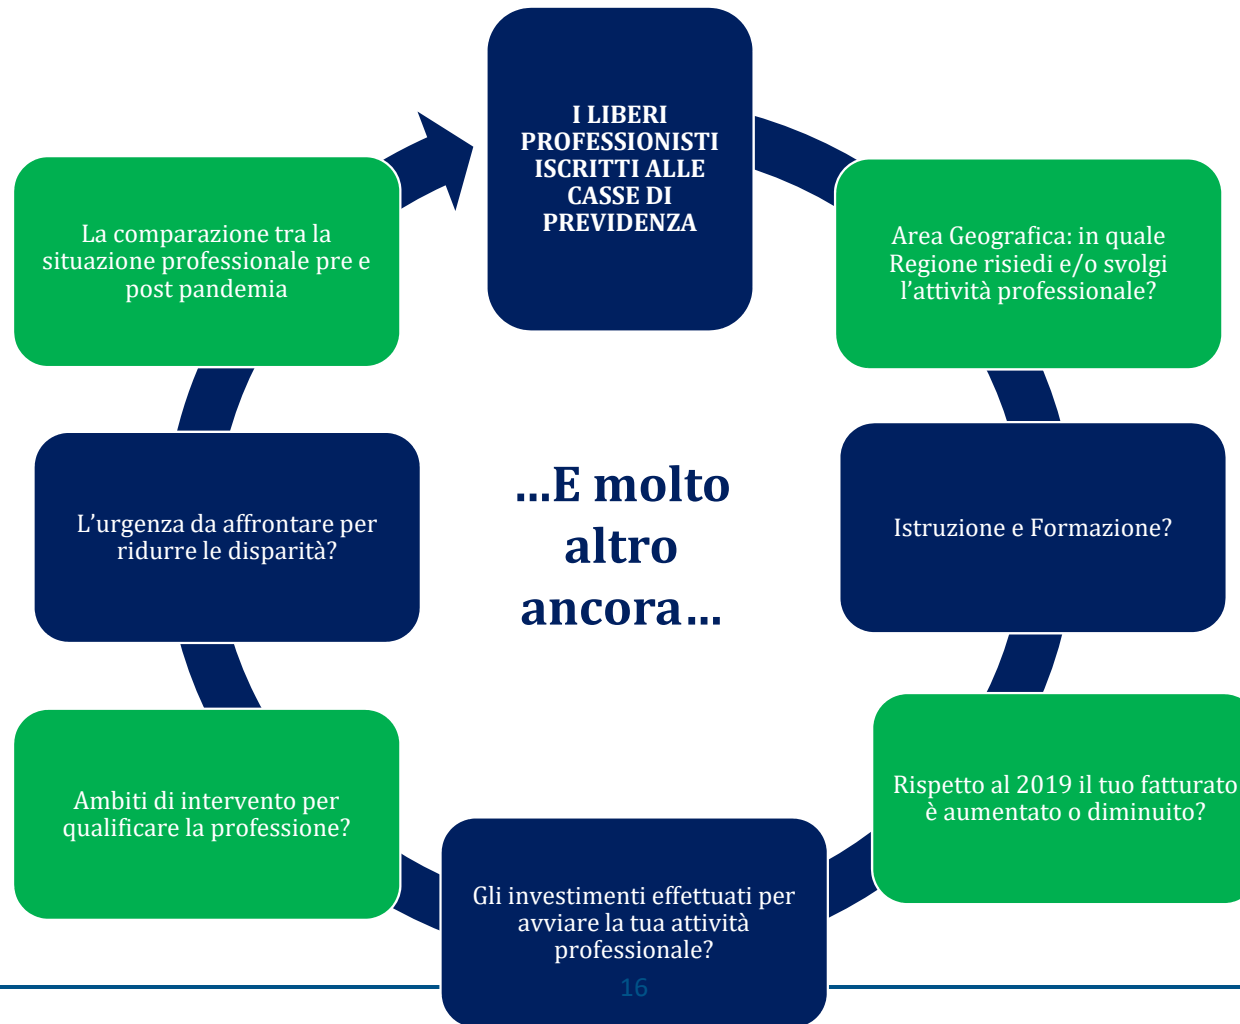 I LIBERI
PROFESSIONISTI
ISCRITTI ALLE
CASSE DI
PREVIDENZA
Area Geografica: in quale
Regione risiedi e/o svolgi
l’attività professionale?
Istruzione e Formazione?
Rispetto al 2019 il tuo fatturato
è aumentato o diminuito?
Gli investimenti effettuati per
avviare la tua attività
professionale?
Ambiti di intervento per
qualificare la professione?
L’urgenza da affrontare per
ridurre le disparità?
La comparazione tra la
situazione professionale pre e
post pandemia
...E molto
altro
ancora...
16